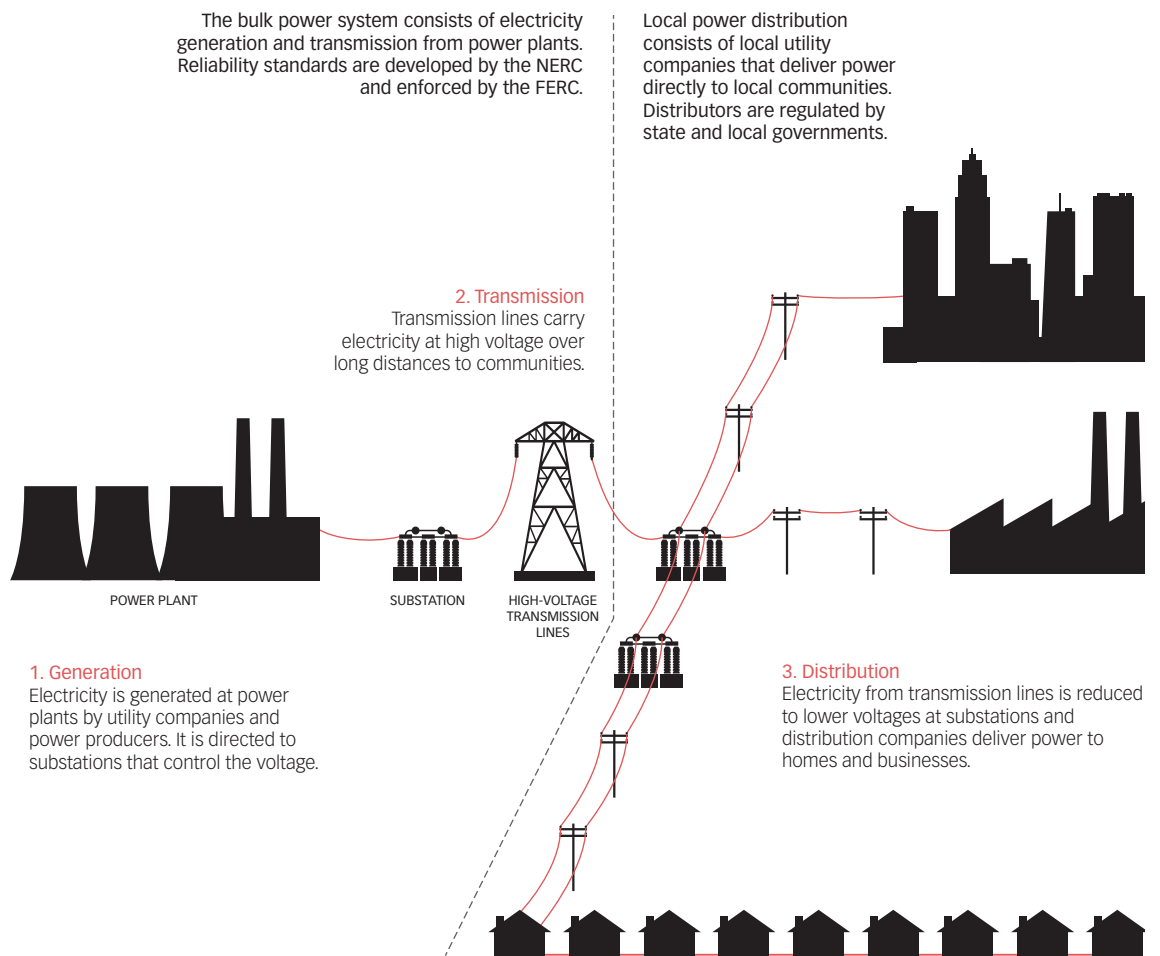 The bulk power system consists of electricity
generation and transmission from power plants.
Reliability standards are developed by the NERC
and enforced by the FERC.
Local power distribution
consists of local utility
companies that deliver power
directly to local communities.
Distributors are regulated by
state and local governments.
2. Transmission
Transmission lines carry
electricity at high voltage over
long distances to communities.
POWER PLANT
SUBSTATION
HIGH-VOLTAGE
TRANSMISSION
LINES
1. Generation
Electricity is generated at power
plants by utility companies and
power producers. It is directed to
substations that control the voltage.
3. Distribution
Electricity from transmission lines is reduced
to lower voltages at substations and
distribution companies deliver power to
homes and businesses.